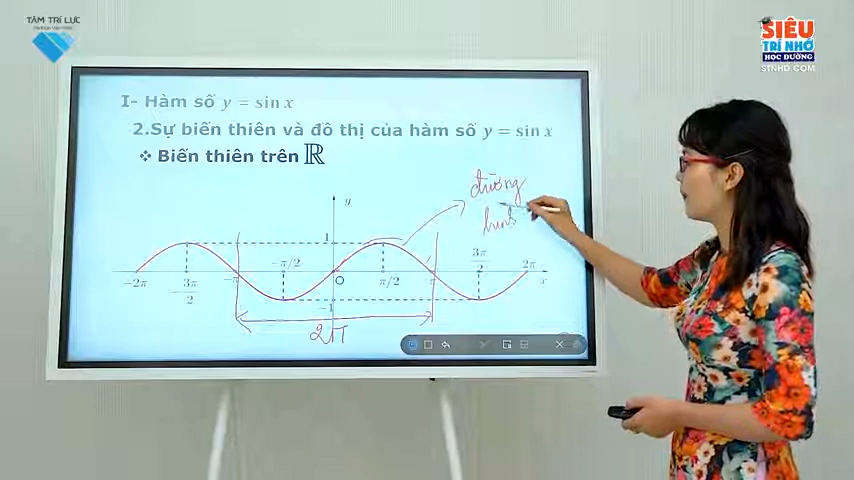 TÂM TRÍ LỰC
SIÊU
TRÍ NHỚ
HỌC ĐƯỜNG
STNHD.COM
I- Hàm số y = sin x
2.Sự biến thiên và đồ thị của hàm số y = sin x
❖ Biến thiên trên ℝ
đường
hình
y
1
−2π
−3π/2
−π
−π/2
O
π/2
π
3π/2
2π
x
−1
2π